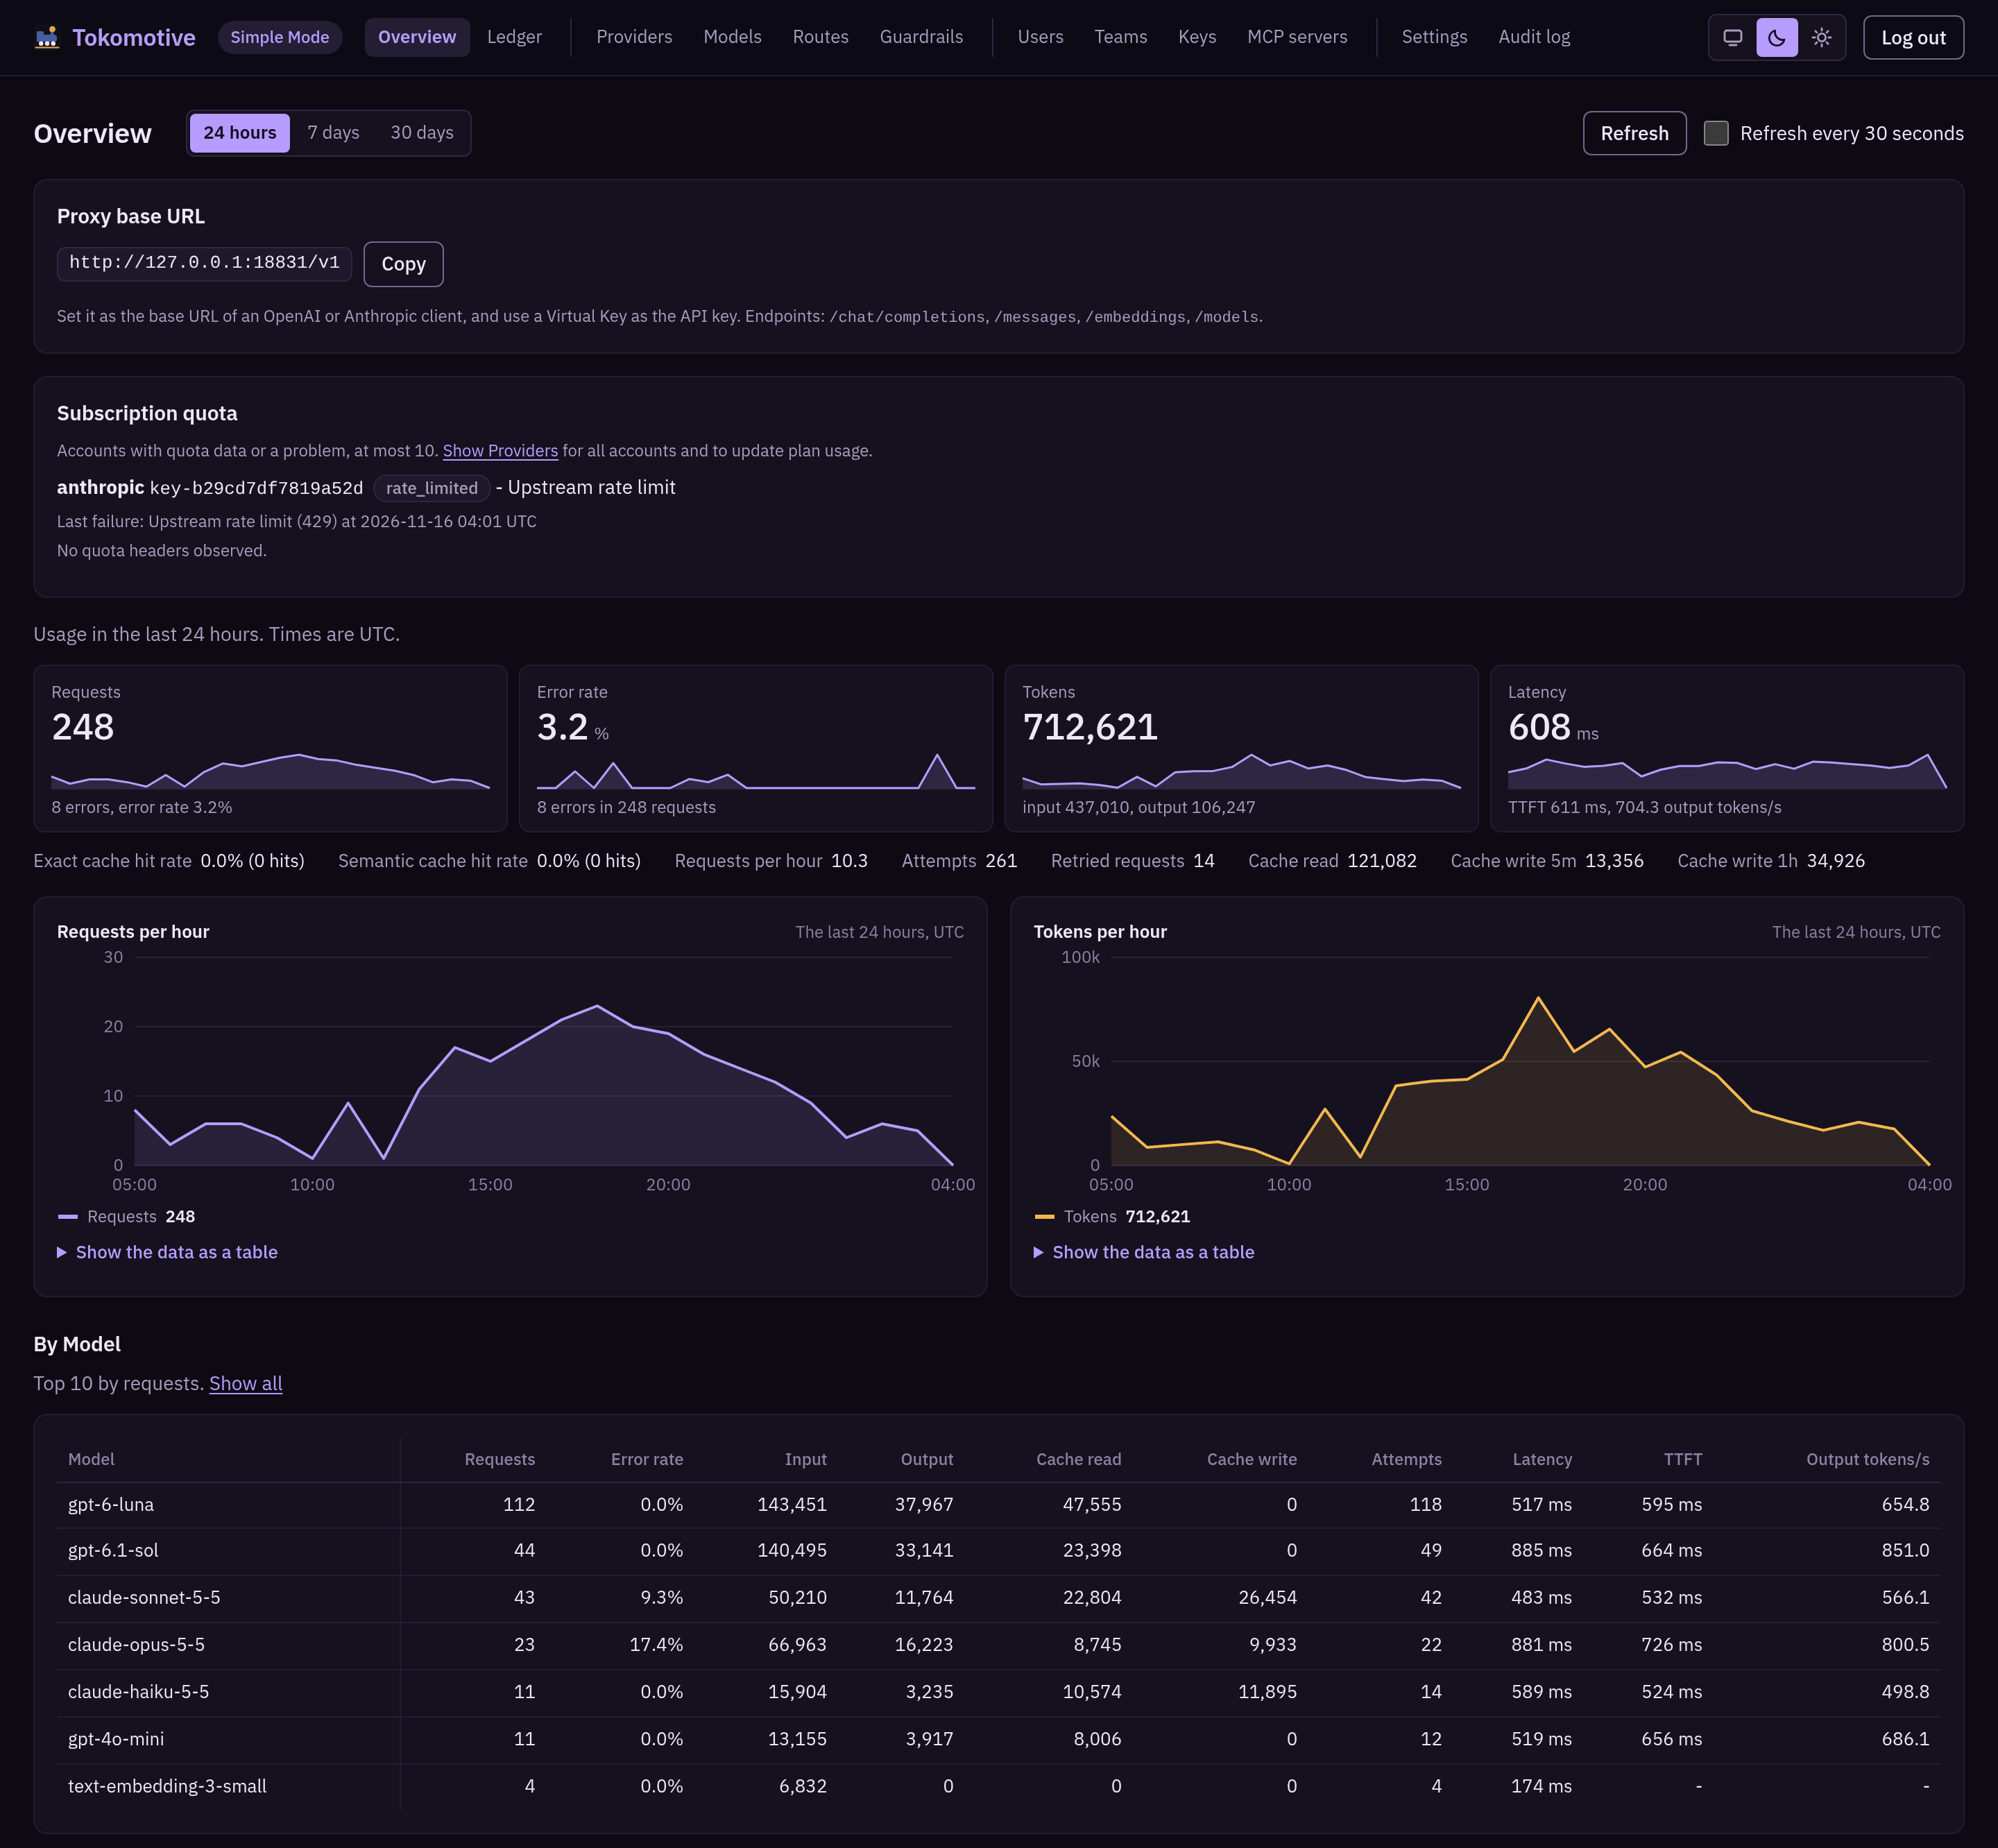 Tokomotive Simple Mode Overview Ledger Providers Models Routes Guardrails Users Teams Keys MCP servers Settings Audit log Log out
Overview 24 hours 7 days 30 days Refresh Refresh every 30 seconds
Proxy base URL
http://127.0.0.1:18831/v1 Copy
Set it as the base URL of an OpenAI or Anthropic client, and use a Virtual Key as the API key. Endpoints: /chat/completions, /messages, /embeddings, /models.
Subscription quota
Accounts with quota data or a problem, at most 10. Show Providers for all accounts and to update plan usage.
anthropic key-b29cd7df7819a52d rate_limited - Upstream rate limit
Last failure: Upstream rate limit (429) at 2026-11-16 04:01 UTC
No quota headers observed.
Usage in the last 24 hours. Times are UTC.
Requests
248
8 errors, error rate 3.2%
Error rate
3.2 %
8 errors in 248 requests
Tokens
712,621
input 437,010, output 106,247
Latency
608 ms
TTFT 611 ms, 704.3 output tokens/s
Exact cache hit rate 0.0% (0 hits) Semantic cache hit rate 0.0% (0 hits) Requests per hour 10.3 Attempts 261 Retried requests 14 Cache read 121,082 Cache write 5m 13,356 Cache write 1h 34,926
Requests per hour The last 24 hours, UTC
30
20
10
0
05:00 10:00 15:00 20:00 04:00
Requests 248
Show the data as a table
Tokens per hour The last 24 hours, UTC
100k
50k
0
05:00 10:00 15:00 20:00 04:00
Tokens 712,621
Show the data as a table
By Model
Top 10 by requests. Show all
Model Requests Error rate Input Output Cache read Cache write Attempts Latency TTFT Output tokens/s
gpt-6-luna 112 0.0% 143,451 37,967 47,555 0 118 517 ms 595 ms 654.8
gpt-6.1-sol 44 0.0% 140,495 33,141 23,398 0 49 885 ms 664 ms 851.0
claude-sonnet-5-5 43 9.3% 50,210 11,764 22,804 26,454 42 483 ms 532 ms 566.1
claude-opus-5-5 23 17.4% 66,963 16,223 8,745 9,933 22 881 ms 726 ms 800.5
claude-haiku-5-5 11 0.0% 15,904 3,235 10,574 11,895 14 589 ms 524 ms 498.8
gpt-4o-mini 11 0.0% 13,155 3,917 8,006 0 12 519 ms 656 ms 686.1
text-embedding-3-small 4 0.0% 6,832 0 0 0 4 174 ms - -